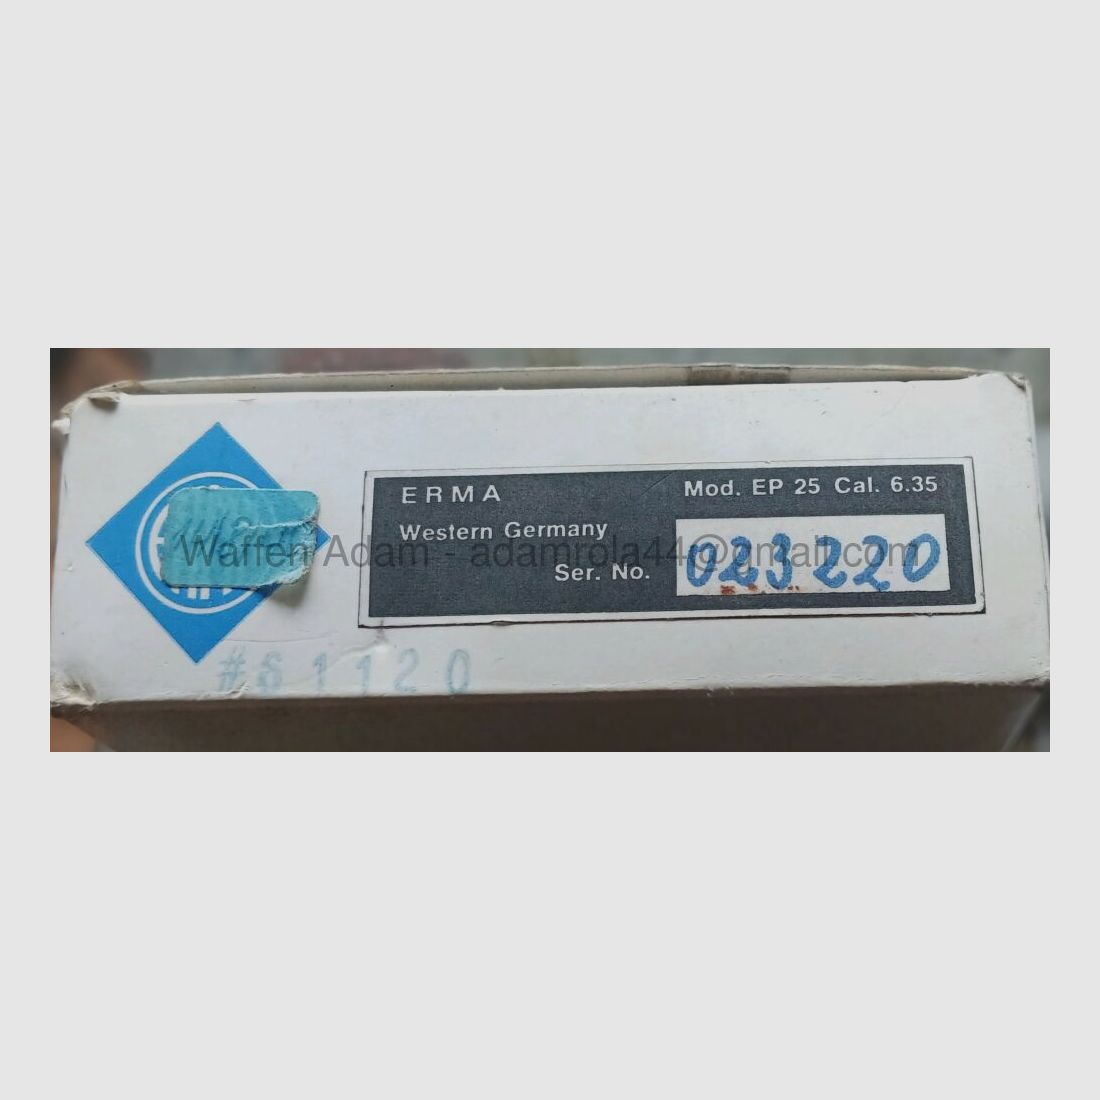 ERMA
Mod. EP 25 Cal. 6.35
Western Germany
Ser. No. 023220
Waffen Adam - adamrola44@gmail.com
#61120